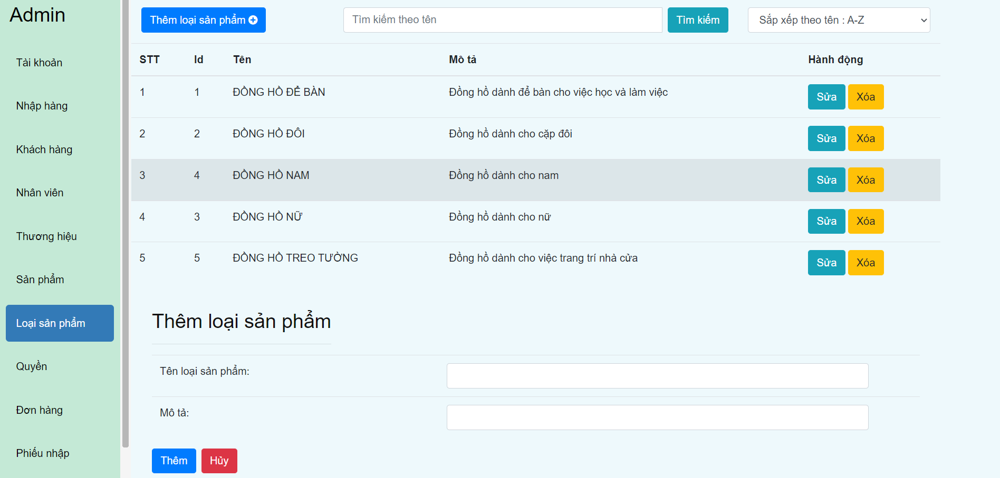 Admin
Tài khoản
Nhập hàng
Khách hàng
Nhân viên
Thương hiệu
Sản phẩm
Loại sản phẩm
Quyền
Đơn hàng
Phiếu nhập
Thêm loại sản phẩm
Tìm kiếm theo tên
Tìm kiếm
Sắp xếp theo tên : A-Z
STT Id Tên Mô tả Hành động
1 1 ĐỒNG HỒ ĐỂ BÀN Đồng hồ dành để bàn cho việc học và làm việc Sửa Xóa
2 2 ĐỒNG HỒ ĐÔI Đồng hồ dành cho cặp đôi Sửa Xóa
3 4 ĐỒNG HỒ NAM Đồng hồ dành cho nam Sửa Xóa
4 3 ĐỒNG HỒ NỮ Đồng hồ dành cho nữ Sửa Xóa
5 5 ĐỒNG HỒ TREO TƯỜNG Đồng hồ dành cho việc trang trí nhà cửa Sửa Xóa
Thêm loại sản phẩm
Tên loại sản phẩm:
Mô tả:
Thêm Hủy